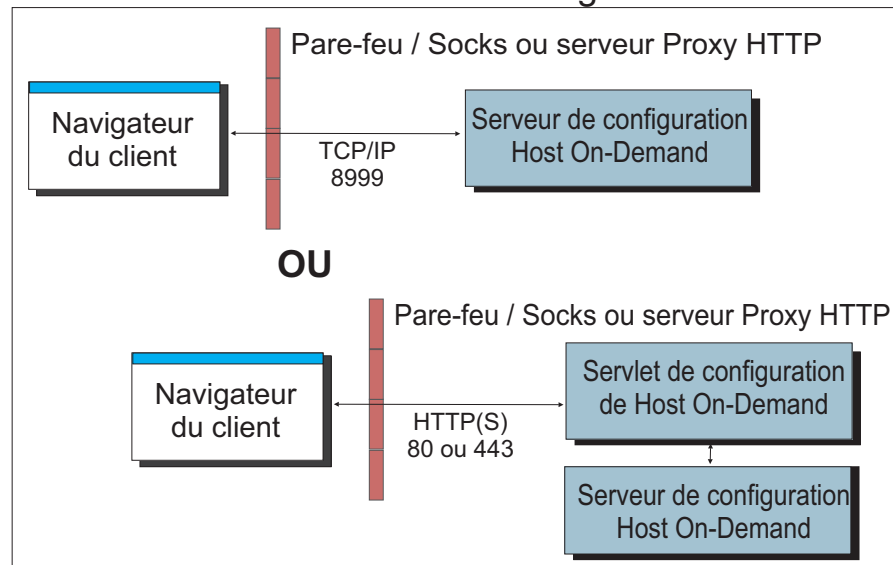 Pare-feu / Socks ou serveur Proxy HTTP
Navigateur
du client
TCP/IP
8999
Serveur de configuration
Host On-Demand
OU
Pare-feu / Socks ou serveur Proxy HTTP
Navigateur
du client
HTTP(S)
80 ou 443
Servlet de configuration
de Host On-Demand
Serveur de configuration
Host On-Demand